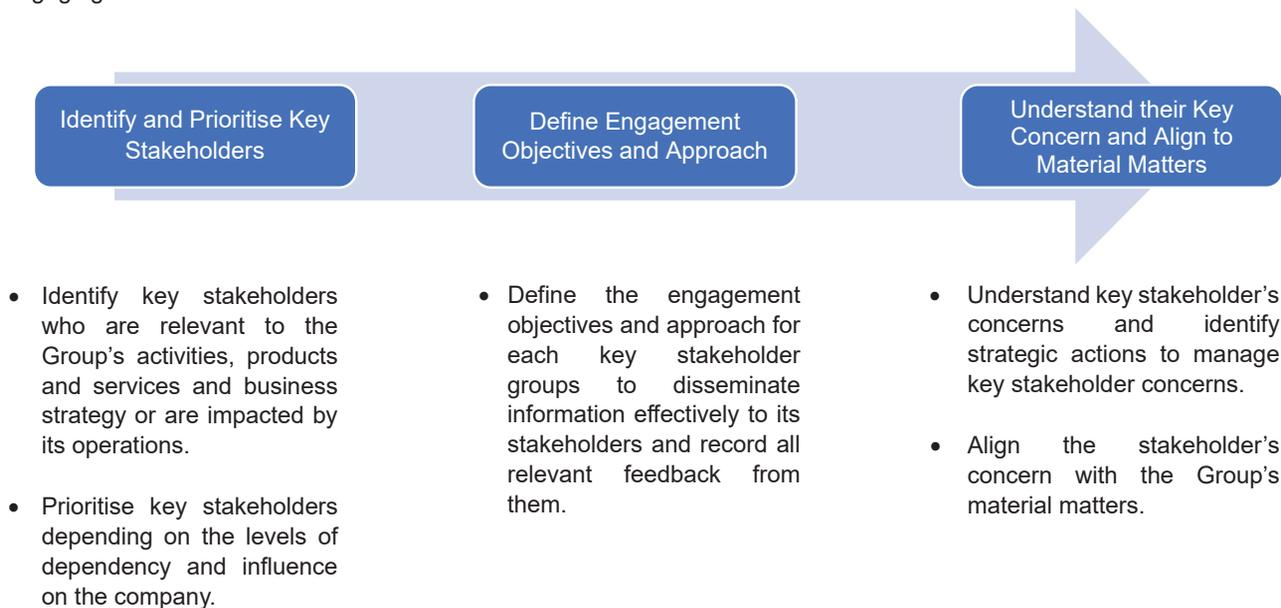 Identify and Prioritise Key
Stakeholders
Define Engagement
Objectives and Approach
Understand their Key
Concern and Align to
Material Matters
• Identify key stakeholders
who are relevant to the
Group’s activities, products
and services and business
strategy or are impacted by
its operations.
• Prioritise key stakeholders
depending on the levels of
dependency and influence
on the company.
• Define the engagement
objectives and approach for
each key stakeholder
groups to disseminate
information effectively to its
stakeholders and record all
relevant feedback from
them.
• Understand key stakeholder’s
concerns and identify
strategic actions to manage
key stakeholder concerns.
• Align the stakeholder’s
concern with the Group’s
material matters.